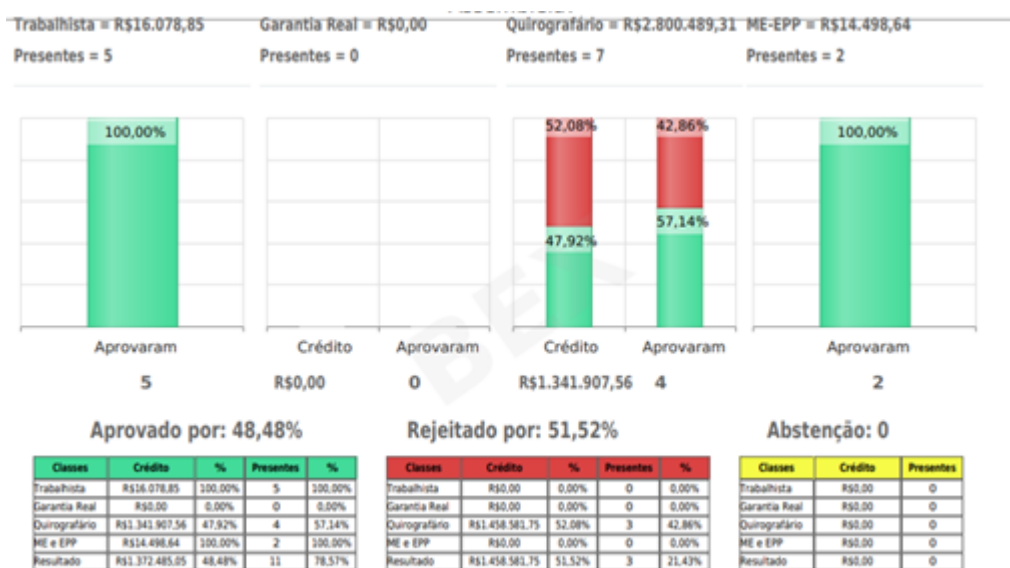 Trabalhista = R$16.078,85 Garantia Real = R$0,00 Quirografário = R$2.800.489,31 ME-EPP = R$14.498,64
Presentes = 5 Presentes = 0 Presentes = 7 Presentes = 2
100,00% 52,08% 42,86% 100,00%
57,14%
47,92%
BEX
Aprovaram Crédito Aprovaram Crédito Aprovaram Aprovaram
5 R$0,00 0 R$1.341.907,56 4 2
Aprovado por: 48,48% Rejeitado por: 51,52% Abstenção: 0
Classes Crédito % Presentes % Classes Crédito % Presentes % Classes Crédito Presentes
Trabalhista R$16.078,85 100,00% 5 100,00% Trabalhista R$0,00 0,00% 0 0,00% Trabalhista R$0,00 0
Garantia Real R$0,00 0,00% 0 0,00% Garantia Real R$0,00 0,00% 0 0,00% Garantia Real R$0,00 0
Quirografário R$1.341.907,56 47,92% 4 57,14% Quirografário R$1.458.581,75 52,08% 3 42,86% Quirografário R$0,00 0
ME e EPP R$14.498,64 100,00% 2 100,00% ME e EPP R$0,00 0,00% 0 0,00% ME e EPP R$0,00 0
Resultado R$1.372.485,05 48,48% 11 78,57% Resultado R$1.458.581,75 51,52% 3 21,43% Resultado R$0,00 0